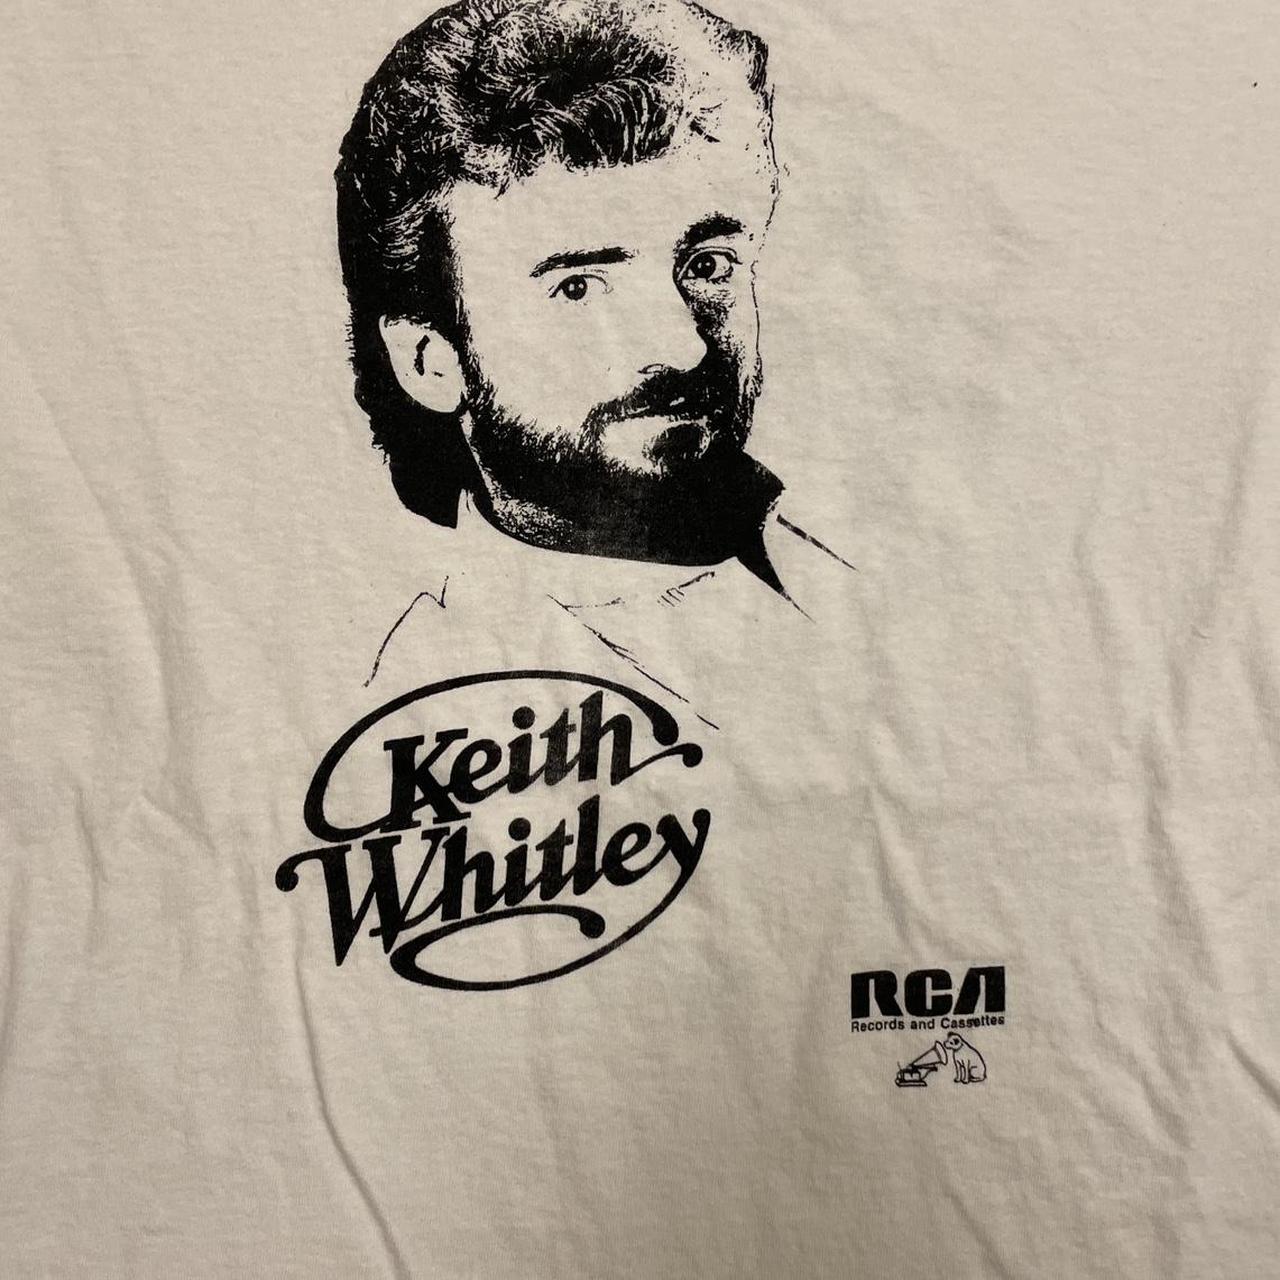 Keith
Whitley
RCA
Records and Cassettes